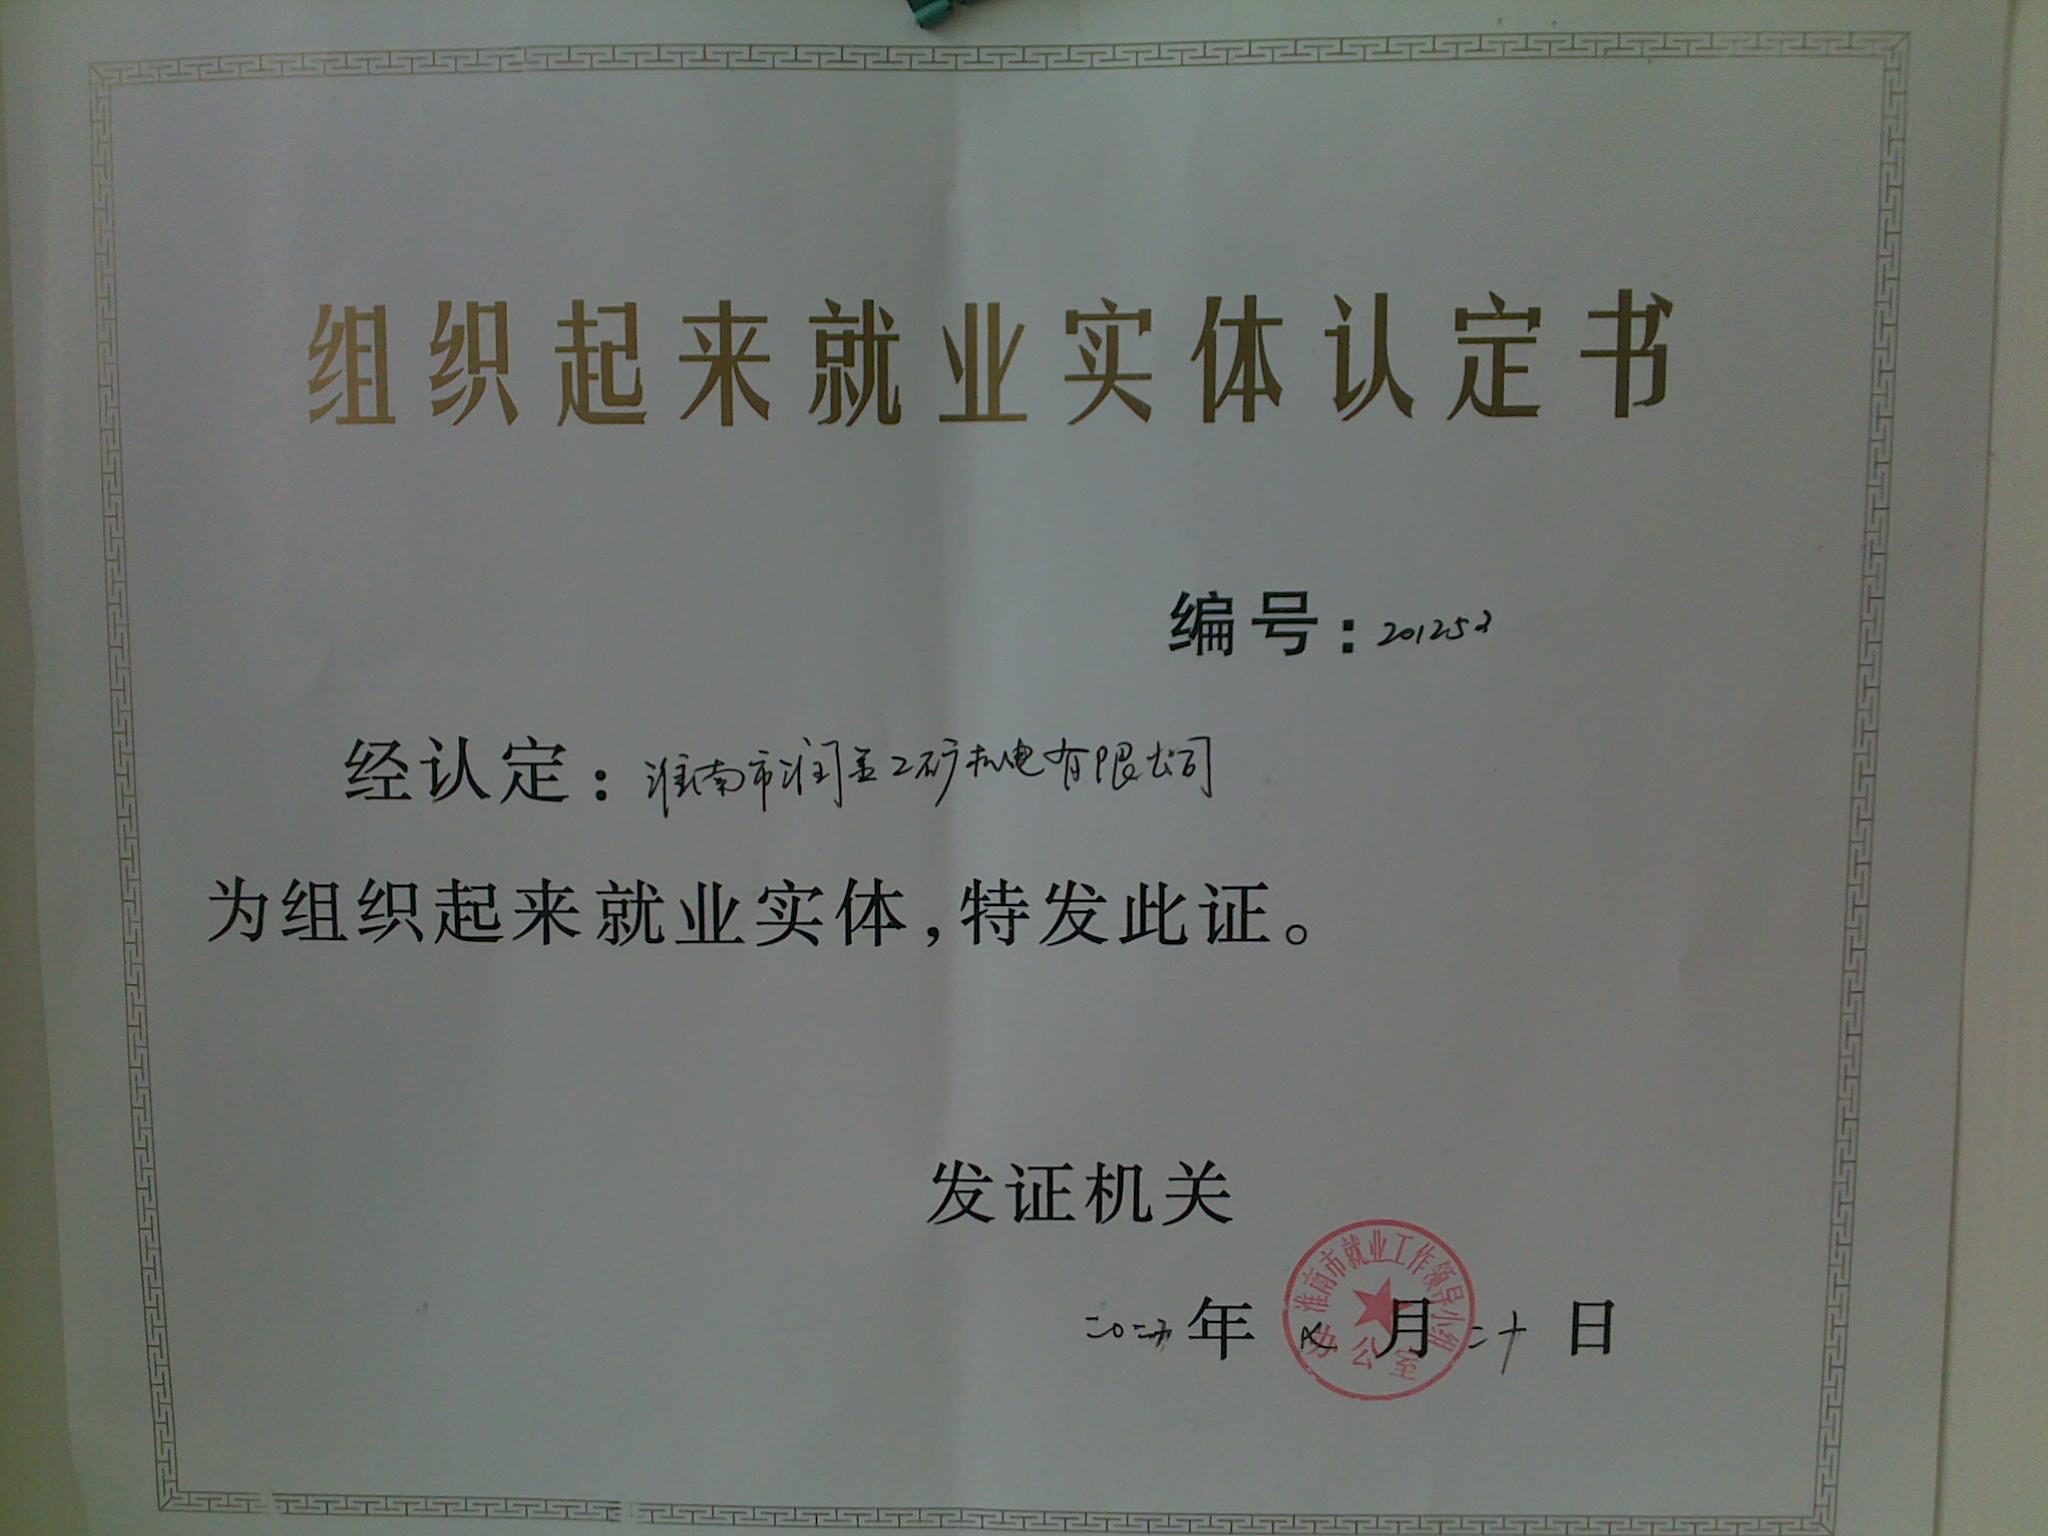 组织起来就业实体认定书
编号：201253
经认定：淮南市润孟工矿机电有限公司
为组织起来就业实体，特发此证。
发证机关
年 月二十日
淮南市就业工作领导小组
办公室